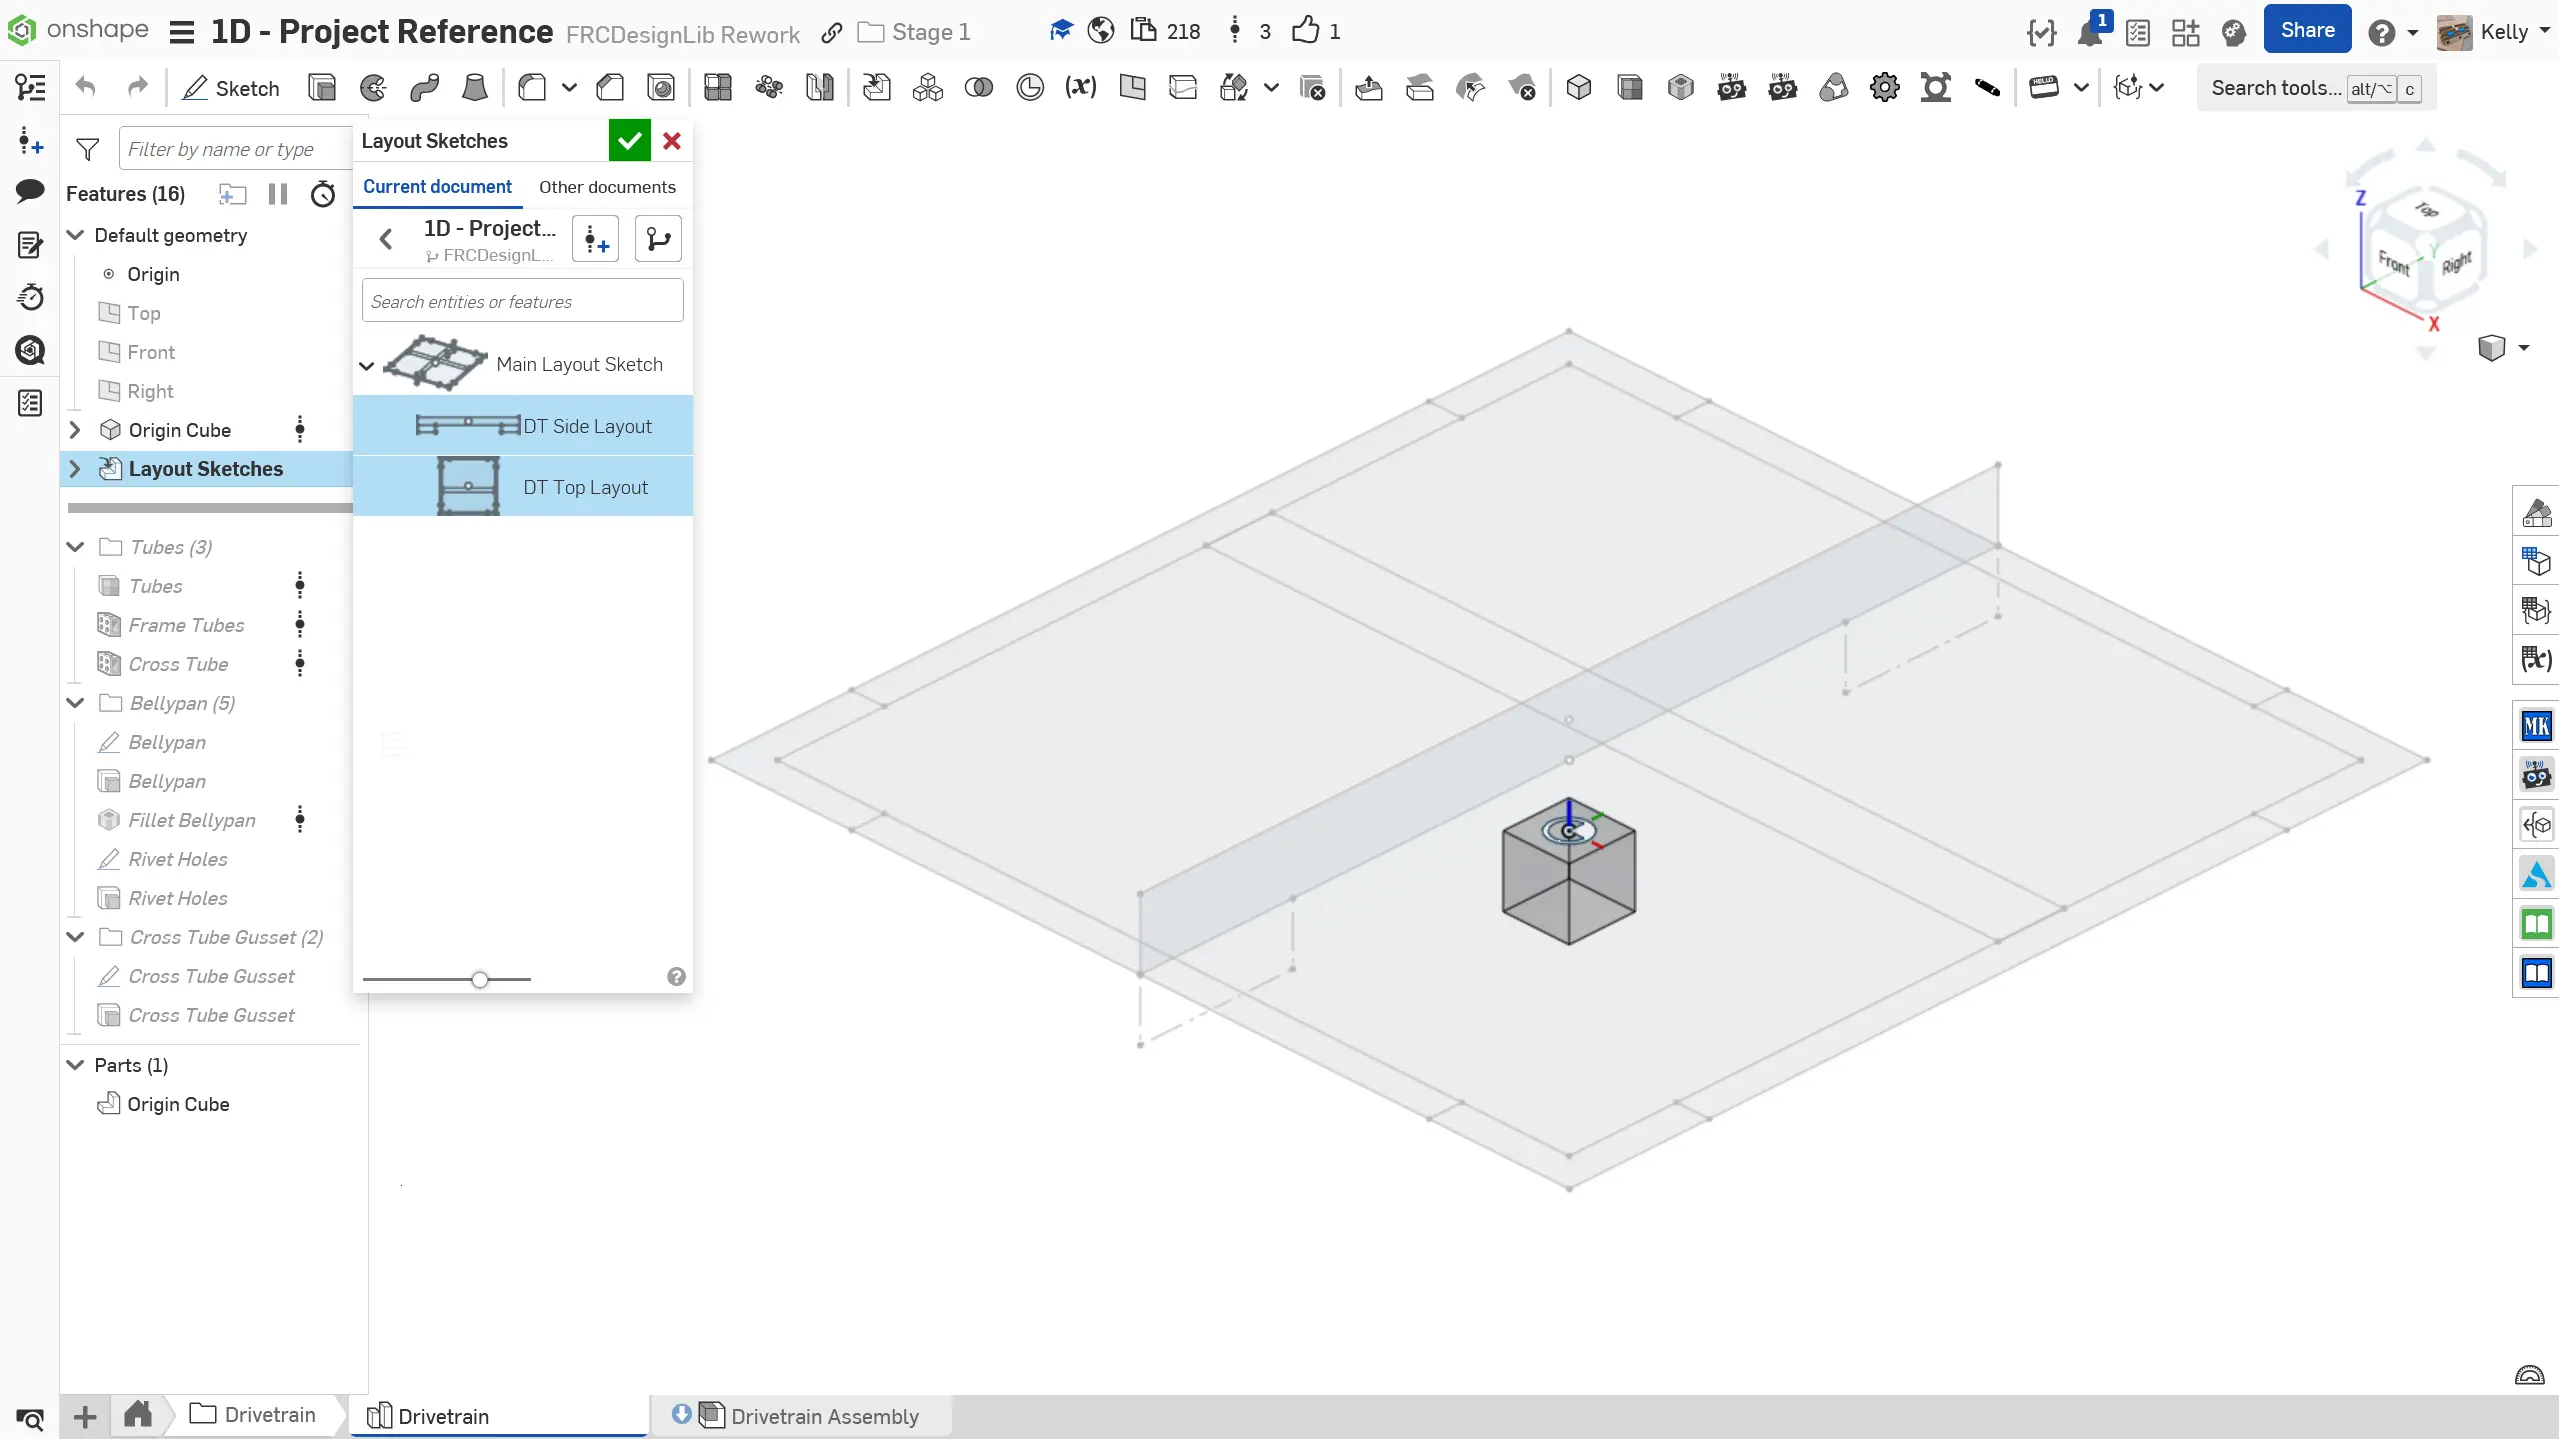 onshape 1D - Project Reference FRCDesignLib Rework Stage 1 218 3 1 1 Share Kelly
Sketch (x) HELLO Search tools... alt/⌥ c
Filter by name or type
Features (16)
Default geometry
Origin
Top
Front
Right
Origin Cube
Layout Sketches
Tubes (3)
Tubes
Frame Tubes
Cross Tube
Bellypan (5)
Bellypan
Bellypan
Fillet Bellypan
Rivet Holes
Rivet Holes
Cross Tube Gusset (2)
Cross Tube Gusset
Cross Tube Gusset
Parts (1)
Origin Cube
Layout Sketches
Current document Other documents
1D - Project...
FRCDesignL...
Search entities or features
Main Layout Sketch
DT Side Layout
DT Top Layout
Z
Top
Y
Front Right
X
(x)
MK
Drivetrain Drivetrain Drivetrain Assembly